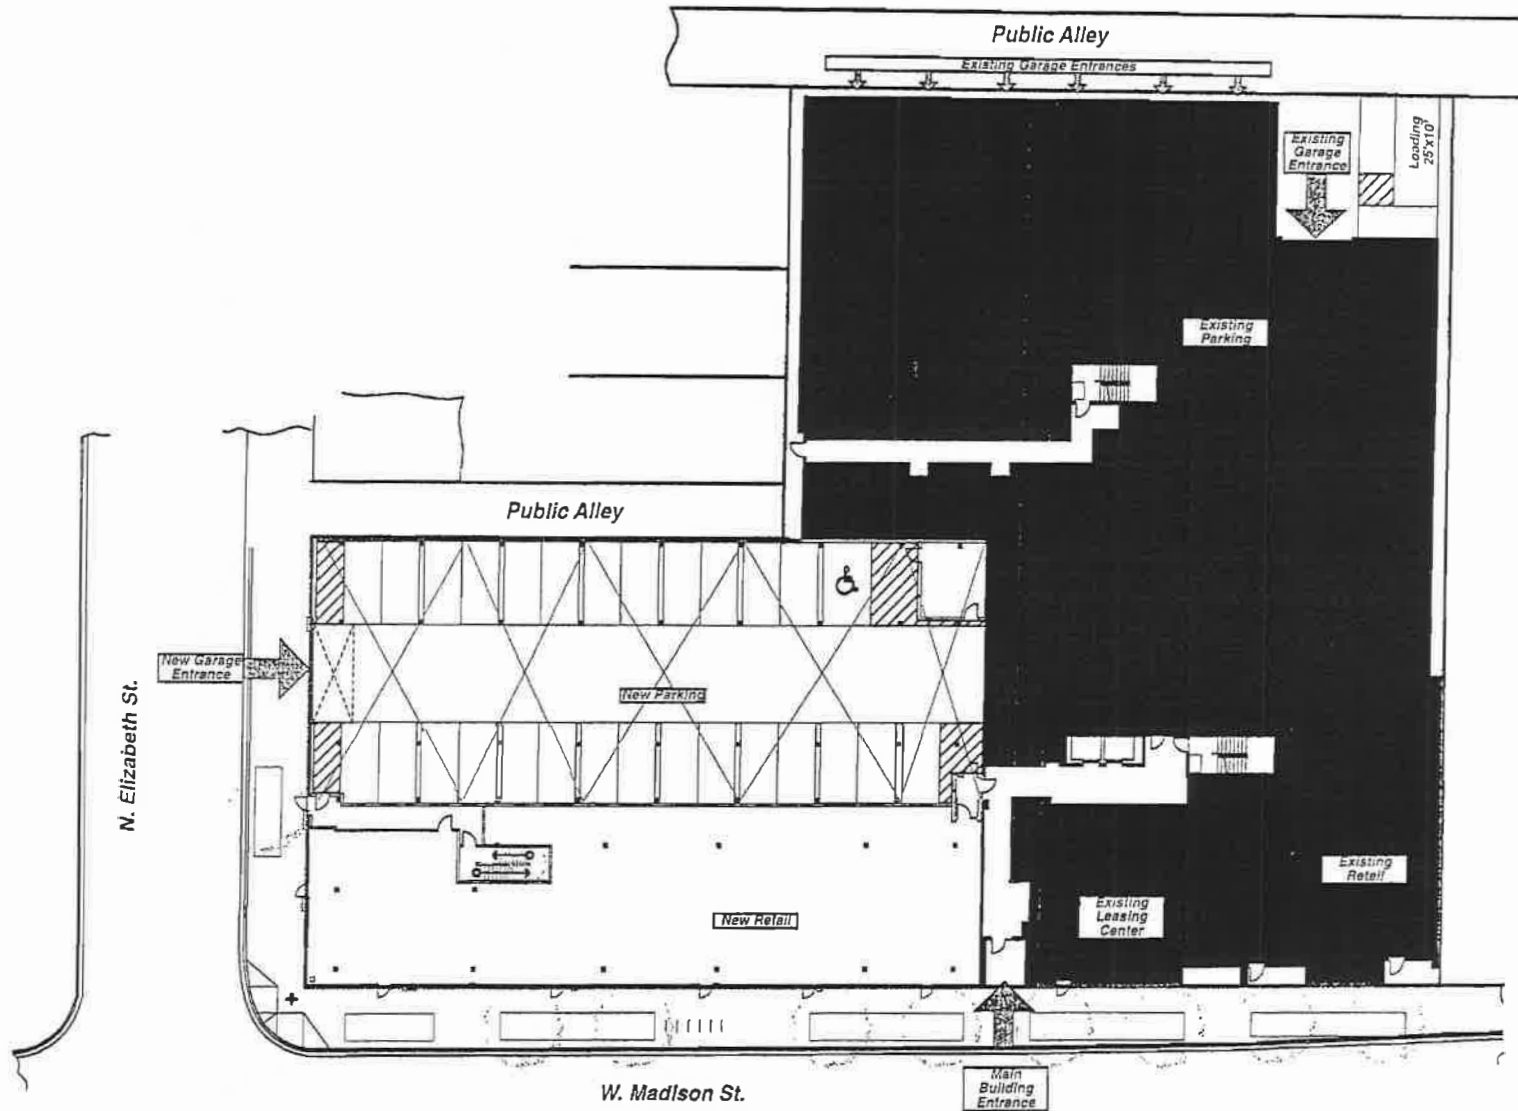 Public Alley
Existing Garage Entrances
Existing
Garage
Entrance
Loading
25'x10'
Existing
Parking
Public Alley
New Garage
Entrance
New Parking
N. Elizabeth St.
Existing
Retail
Existing
Leasing
Center
New Retail
Main
Building
Entrance
W. Madison St.